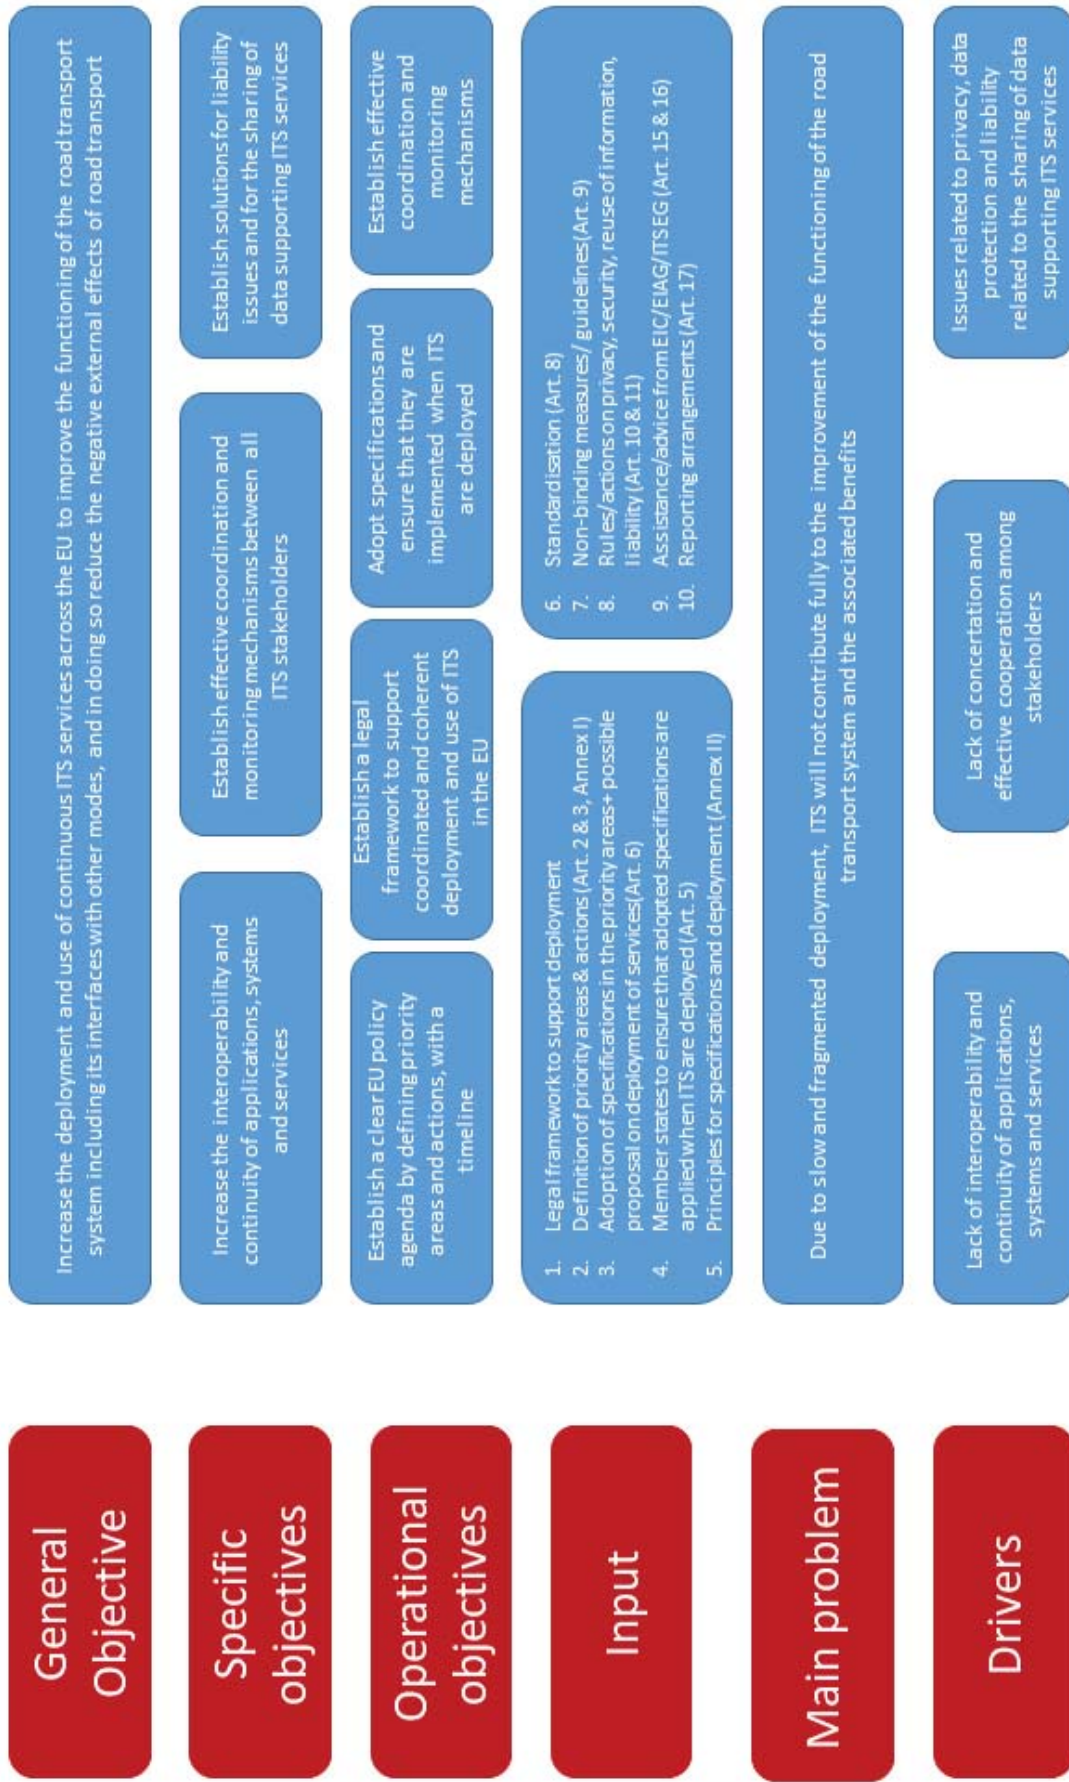 General
Objective
Increase the deployment and use of continuous ITS services across the EU to improve the functioning of the road transport
system including its interfaces with other modes, and in doing so reduce the negative external effects of road transport
Specific
objectives
Increase the interoperability and
continuity of applications, systems
and services
Establish effective coordination and
monitoring mechanisms between all
ITS stakeholders
Establish solutions for liability
issues and for the sharing of
data supporting ITS services
Operational
objectives
Establish a clear EU policy
agenda by defining priority
areas and actions, with a
timeline
Establish a legal
framework to support
coordinated and coherent
deployment and use of ITS
in the EU
Adopt specifications and
ensure that they are
implemented when ITS
are deployed
Establish effective
coordination and
monitoring
mechanisms
Input
1. Legal framework to support deployment
2. Definition of priority areas & actions (Art. 2 & 3, Annex I)
3. Adoption of specifications in the priority areas+ possible
proposal on deployment of services(Art. 6)
4. Member states to ensure that adopted specifications are
applied when ITS are deployed (Art. 5)
5. Principles for specifications and deployment (Annex II)
6. Standardisation (Art. 8)
7. Non-binding measures/ guidelines (Art. 9)
8. Rules/actions on privacy, security, reuse of information,
liability (Art. 10 & 11)
9. Assistance/advice from EIC/EIAG/ITSEG (Art. 15 & 16)
10. Reporting arrangements (Art. 17)
Main problem
Due to slow and fragmented deployment, ITS will not contribute fully to the improvement of the functioning of the road
transport system and the associated benefits
Drivers
Lack of interoperability and
continuity of applications,
systems and services
Lack of concertation and
effective cooperation among
stakeholders
Issues related to privacy, data
protection and liability
related to the sharing of data
supporting ITS services